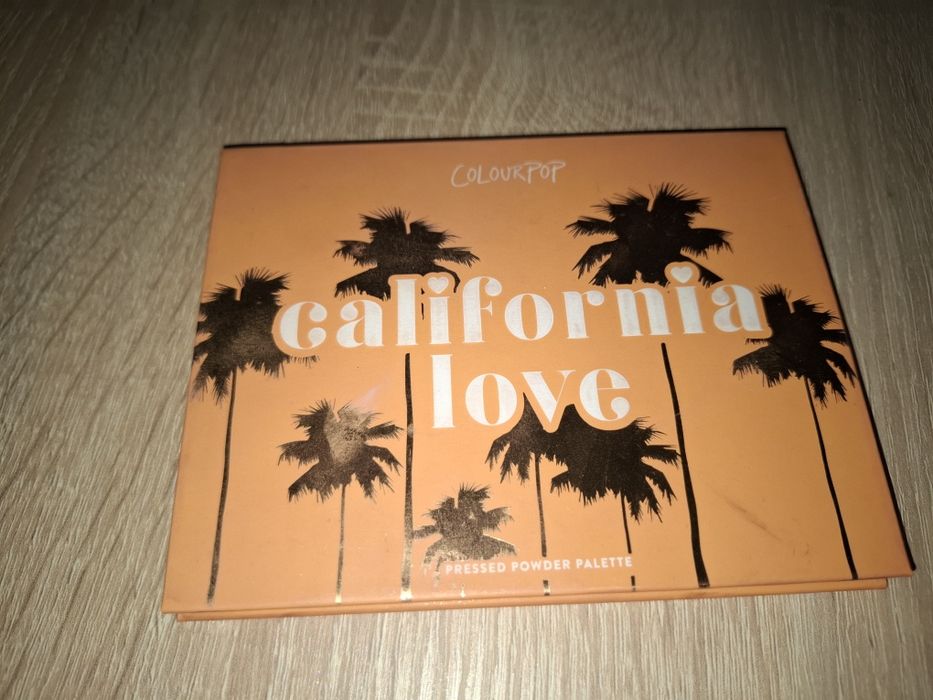 COLOURPOP
california
love
PRESSED POWDER PALETTE